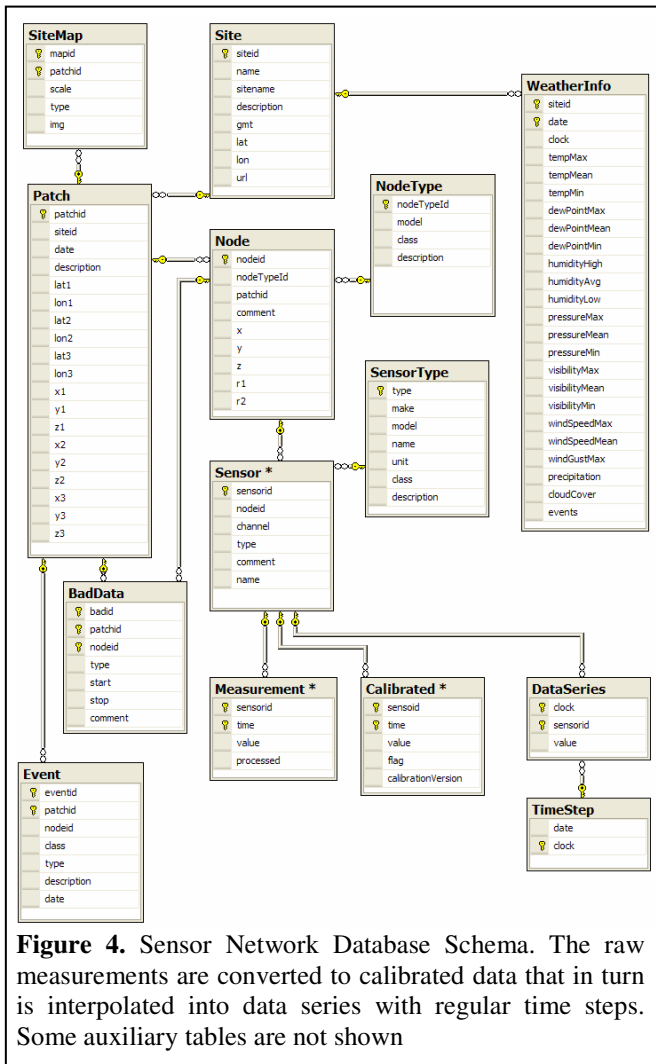 SiteMap
mapid
patchid
scale
type
img
Site
siteid
name
sitename
description
gmt
lat
lon
url
WeatherInfo
siteid
date
clock
tempMax
tempMean
tempMin
dewPointMax
dewPointMean
dewPointMin
humidityHigh
humidityAvg
humidityLow
pressureMax
pressureMean
pressureMin
visibilityMax
visibilityMean
visibilityMin
windSpeedMax
windSpeedMean
windGustMax
precipitation
cloudCover
events
Patch
patchid
siteid
date
description
lat1
lon1
lat2
lon2
lat3
lon3
x1
y1
z1
x2
y2
z2
x3
y3
z3
NodeType
nodeTypeId
model
class
description
Node
nodeid
nodeTypeId
patchid
comment
x
y
z
r1
r2
SensorType
type
make
model
name
unit
class
description
Sensor *
sensorid
nodeid
channel
type
comment
name
BadData
badid
patchid
nodeid
type
start
stop
comment
Measurement *
sensorid
time
value
processed
Calibrated *
sensoid
time
value
flag
calibrationVersion
DataSeries
clock
sensorid
value
Event
eventid
patchid
nodeid
class
type
description
date
TimeStep
date
clock
Figure 4. Sensor Network Database Schema. The raw
measurements are converted to calibrated data that in turn
is interpolated into data series with regular time steps.
Some auxiliary tables are not shown